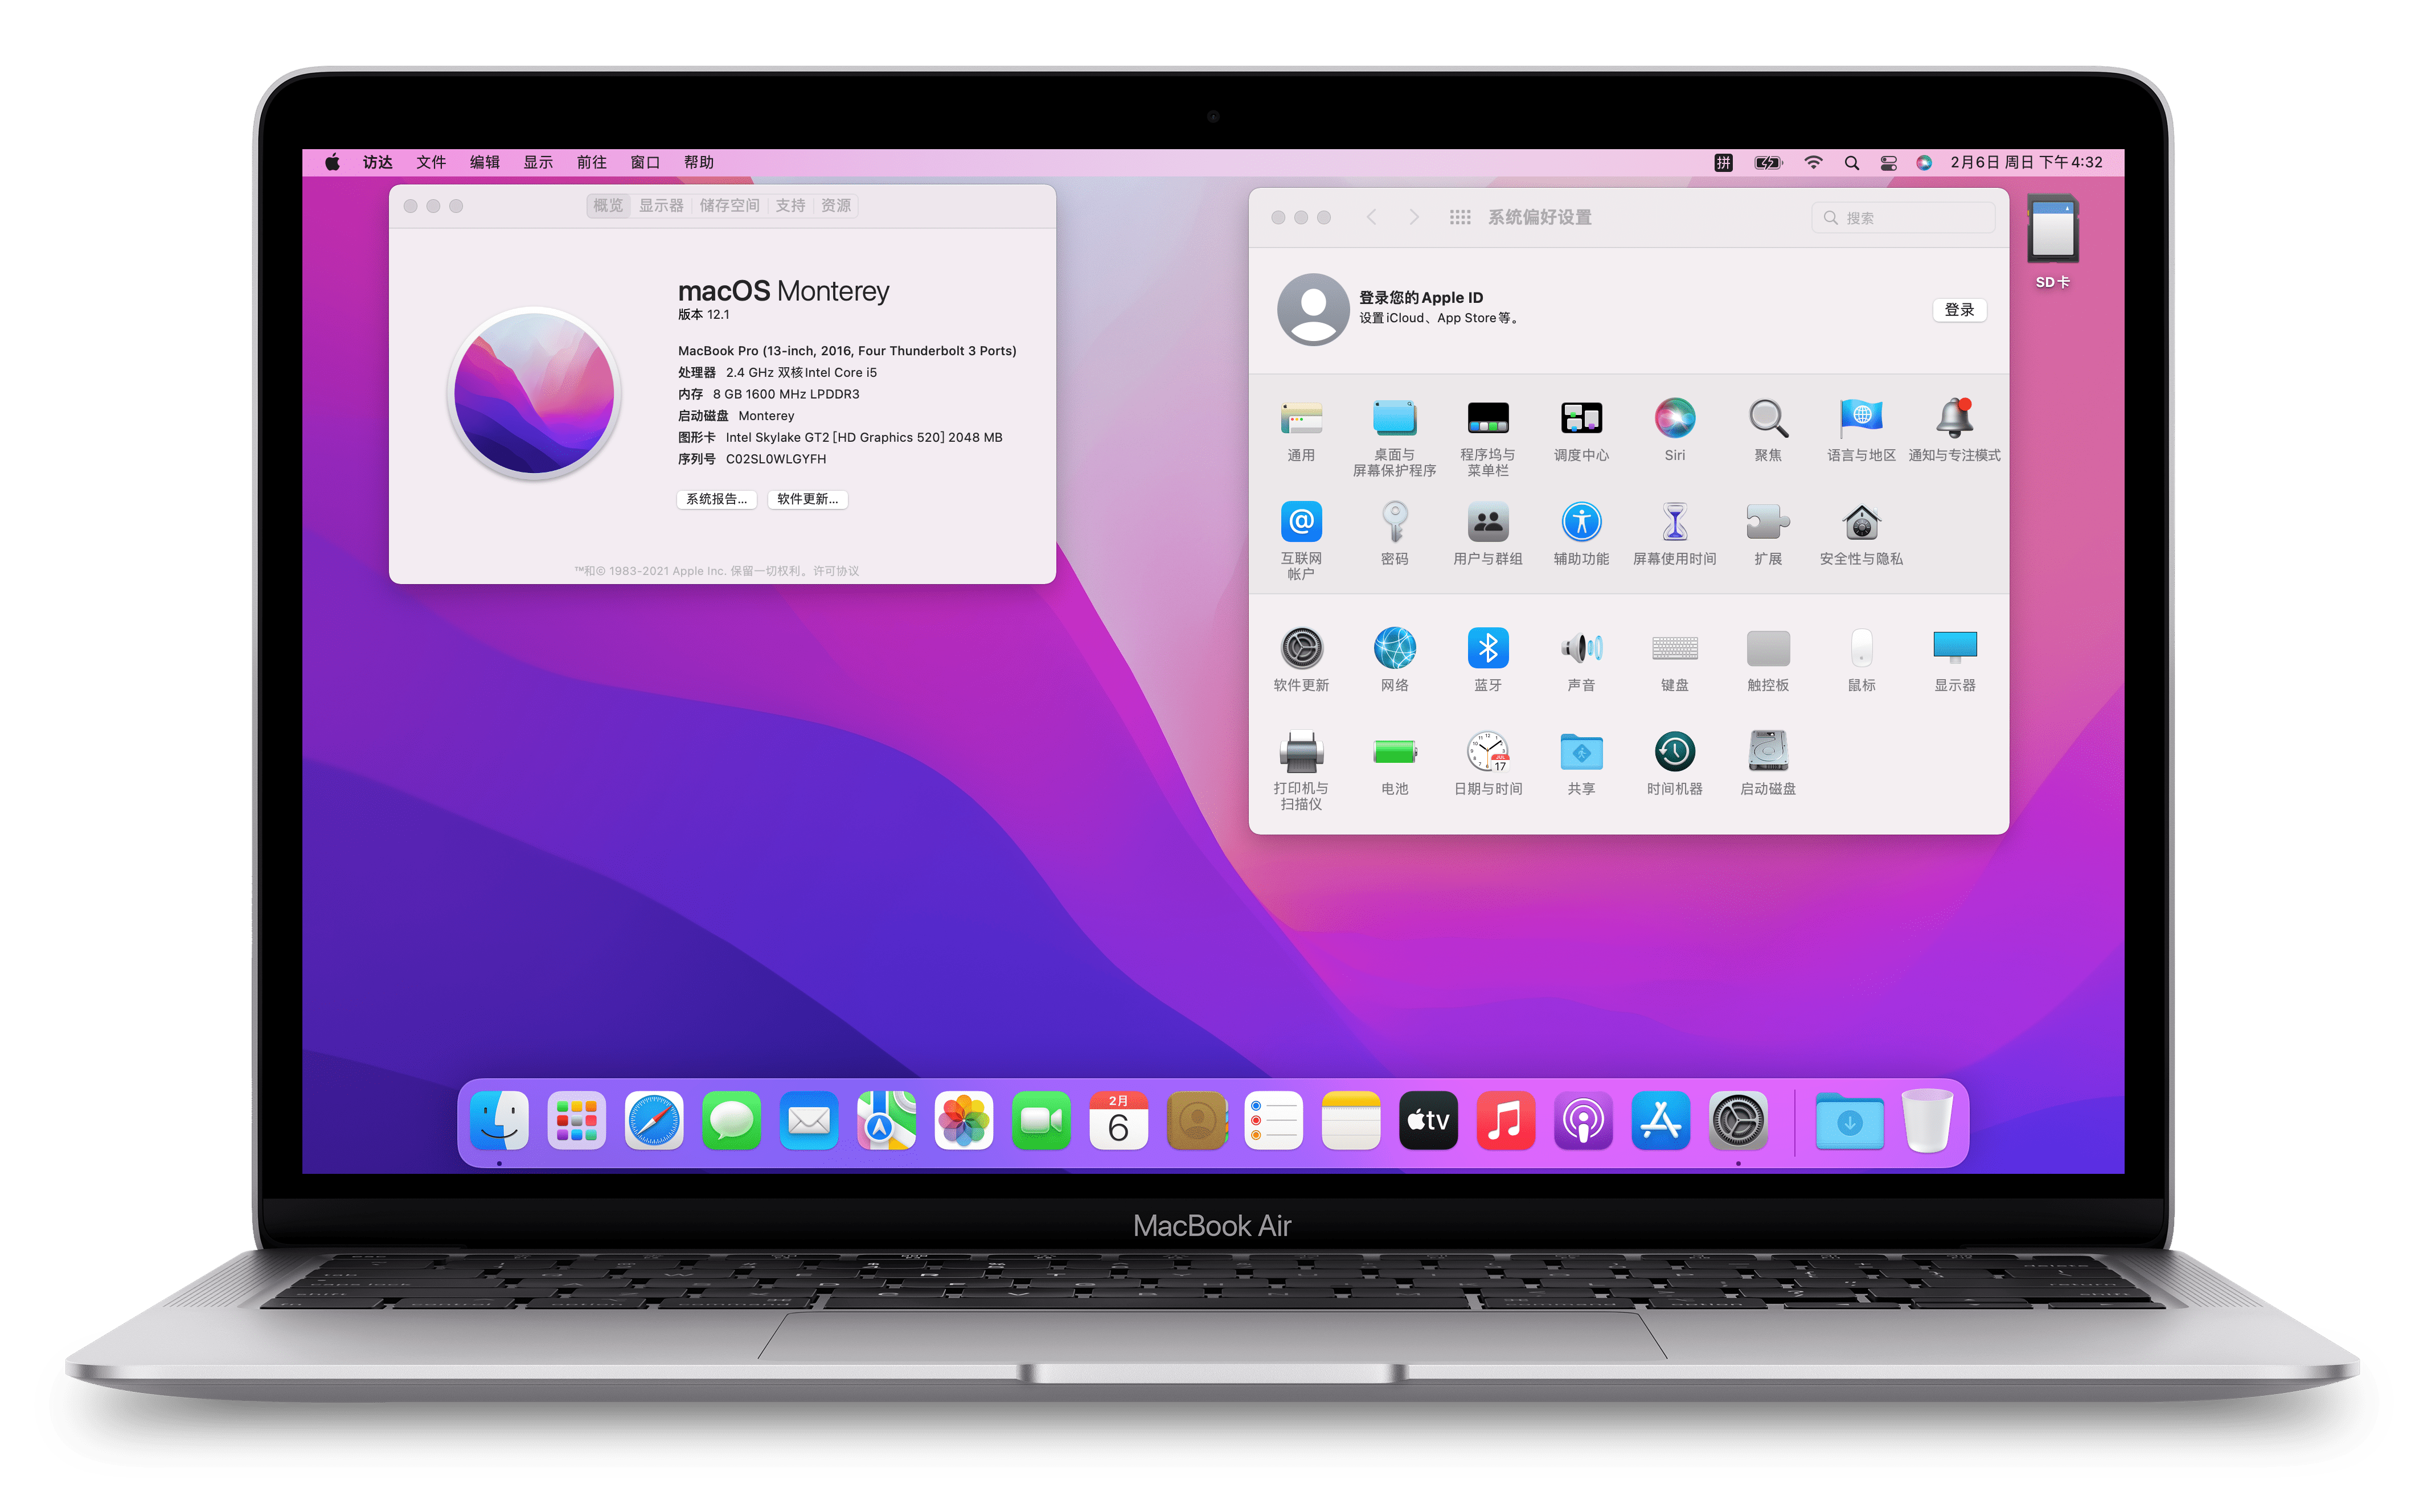 访达 文件 编辑 显示 前往 窗口 帮助
拼 2月6日 周日 下午4:32
概览 显示器 储存空间 支持 资源
macOS Monterey
版本 12.1
MacBook Pro (13-inch, 2016, Four Thunderbolt 3 Ports)
处理器 2.4 GHz 双核Intel Core i5
内存 8 GB 1600 MHz LPDDR3
启动磁盘 Monterey
图形卡 Intel Skylake GT2 [HD Graphics 520] 2048 MB
序列号 C02SL0WLGYFH
系统报告... 软件更新...
™和© 1983-2021 Apple Inc. 保留一切权利。许可协议
系统偏好设置
搜索
登录您的 Apple ID
设置 iCloud、App Store 等。
登录
通用
桌面与
屏幕保护程序
程序坞与
菜单栏
调度中心
Siri
聚焦
语言与地区
通知与专注模式
互联网
帐户
密码
用户与群组
辅助功能
屏幕使用时间
扩展
安全性与隐私
软件更新
网络
蓝牙
声音
键盘
触控板
鼠标
显示器
打印机与
扫描仪
电池
17
日期与时间
共享
时间机器
启动磁盘
SD卡
2月
6
tv
MacBook Air